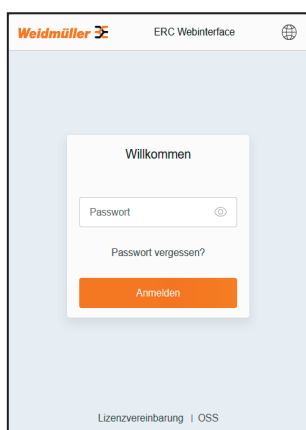 Weidmüller
ERC Webinterface
Willkommen
Passwort
Passwort vergessen?
Anmelden
Lizenzvereinbarung | OSS